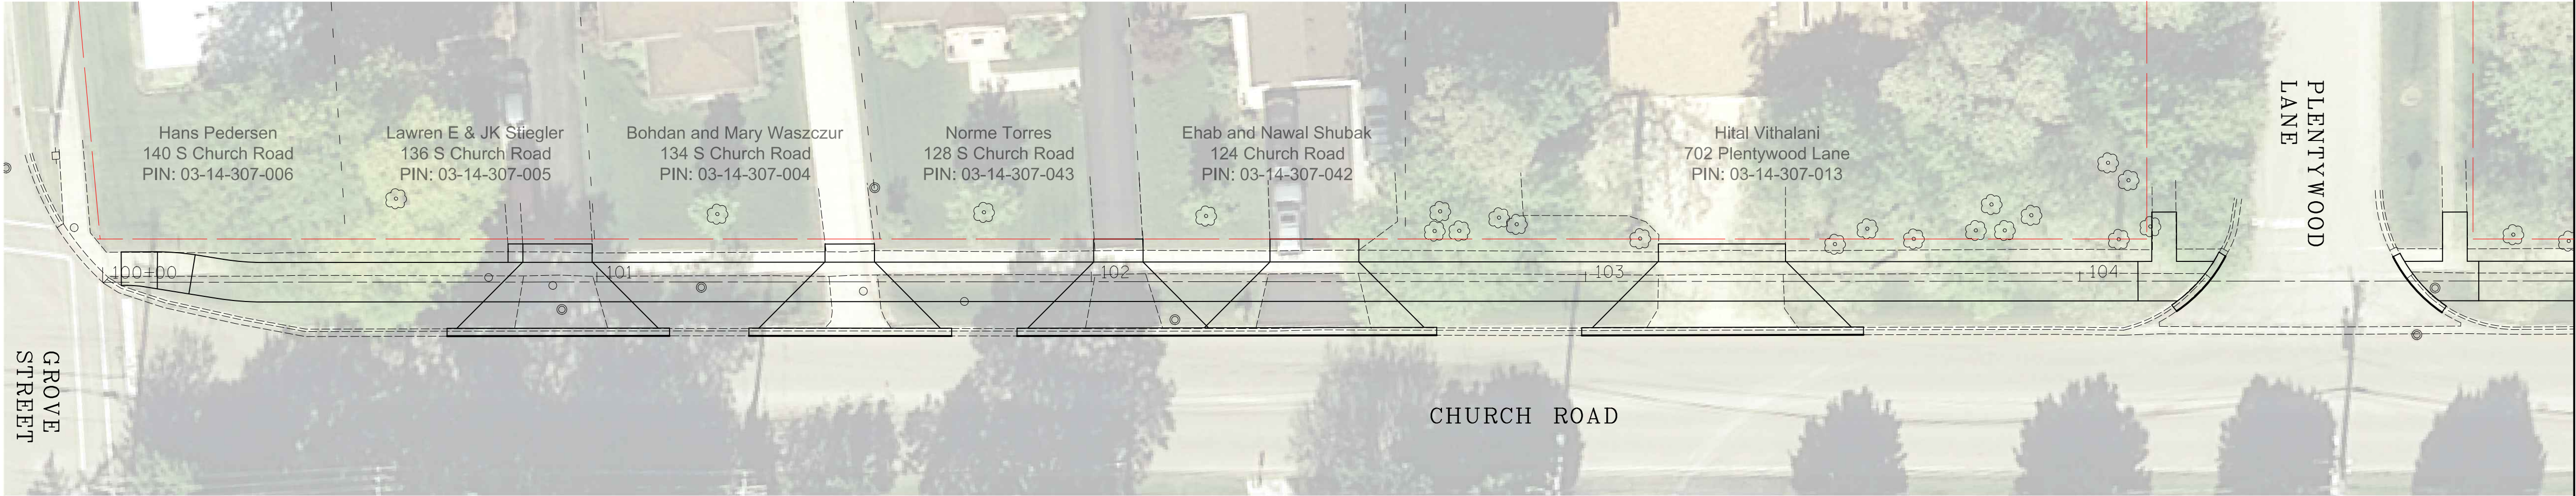 Hans Pedersen
140 S Church Road
PIN: 03-14-307-006
Lawren E & JK Stiegler
136 S Church Road
PIN: 03-14-307-005
Bohdan and Mary Waszczur
134 S Church Road
PIN: 03-14-307-004
Norme Torres
128 S Church Road
PIN: 03-14-307-043
Ehab and Nawal Shubak
124 Church Road
PIN: 03-14-307-042
Hital Vithalani
702 Plentywood Lane
PIN: 03-14-307-013
PLENTYWOOD
LANE
100+00
101
102
103
104
GROVE
STREET
CHURCH ROAD